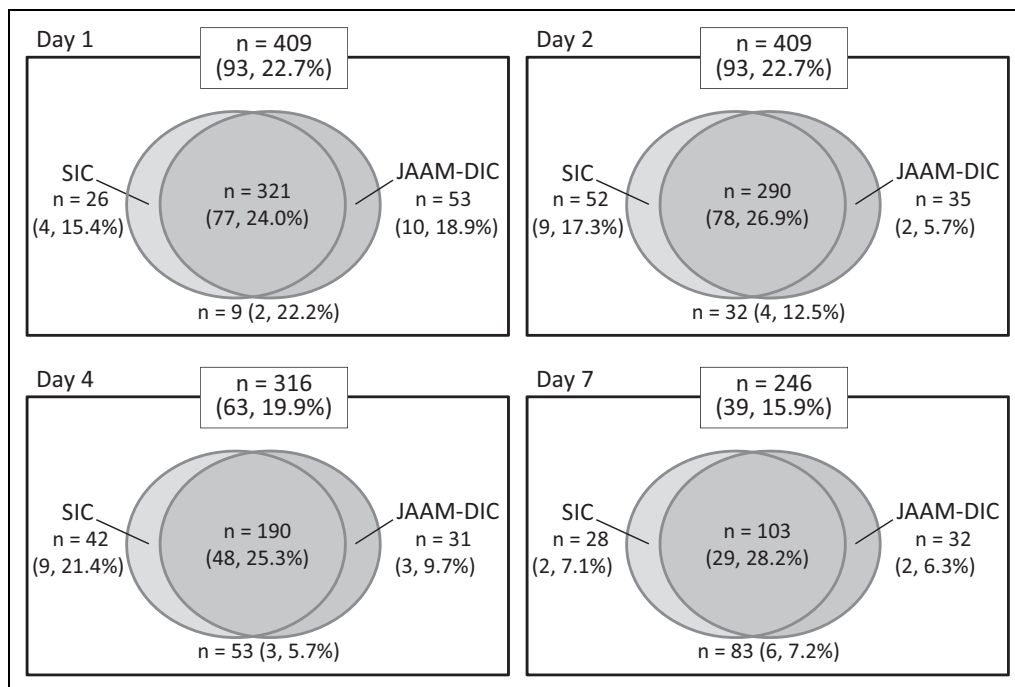 Day 1
n = 409
(93, 22.7%)
SIC
n = 26
(4, 15.4%)
n = 321
(77, 24.0%)
JAAM-DIC
n = 53
(10, 18.9%)
n = 9 (2, 22.2%)
Day 2
n = 409
(93, 22.7%)
SIC
n = 52
(9, 17.3%)
n = 290
(78, 26.9%)
JAAM-DIC
n = 35
(2, 5.7%)
n = 32 (4, 12.5%)
Day 4
n = 316
(63, 19.9%)
SIC
n = 42
(9, 21.4%)
n = 190
(48, 25.3%)
JAAM-DIC
n = 31
(3, 9.7%)
n = 53 (3, 5.7%)
Day 7
n = 246
(39, 15.9%)
SIC
n = 28
(2, 7.1%)
n = 103
(29, 28.2%)
JAAM-DIC
n = 32
(2, 6.3%)
n = 83 (6, 7.2%)